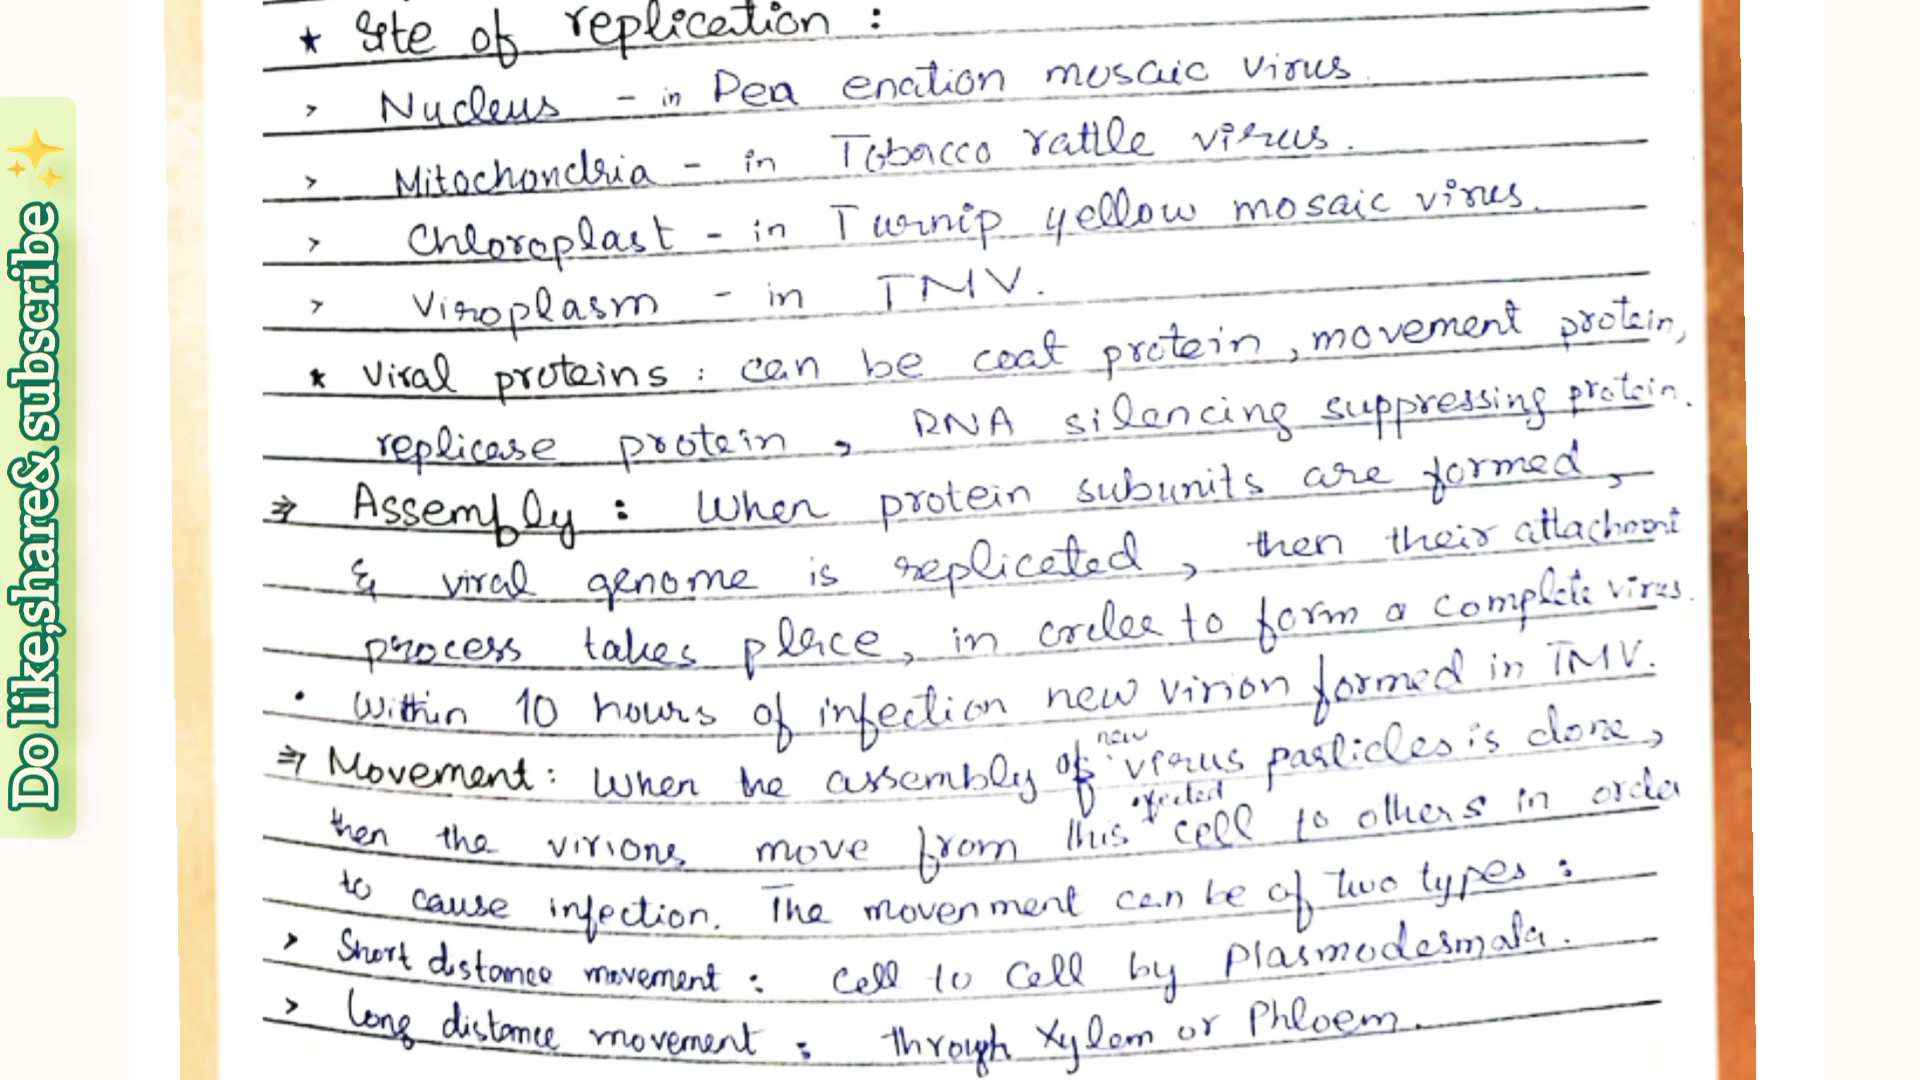 ★ Site of replication :
> Nucleus - in Pea enation mosaic virus.
> Mitochondria - in Tobacco rattle virus.
> Chloroplast - in Turnip yellow mosaic virus.
> Viroplasm - in TMV.
★ Viral proteins : can be coat protein, movement protein,
replicase protein, RNA silencing suppressing protein.
⇒ Assembly : When protein subunits are formed,
& viral genome is replicated, then their attachment
process takes place, in order to form a complete virus.
• Within 10 hours of infection new virion formed in TMV.
⇒ Movement : When the assembly of new virus particles is done,
then the virions move from this infected cell to others in order
to cause infection. The movenment can be of two types :
> Short distance movement : Cell to Cell by Plasmodesmata.
> Long distance movement : through Xylem or Phloem.
Do like,share& subscribe